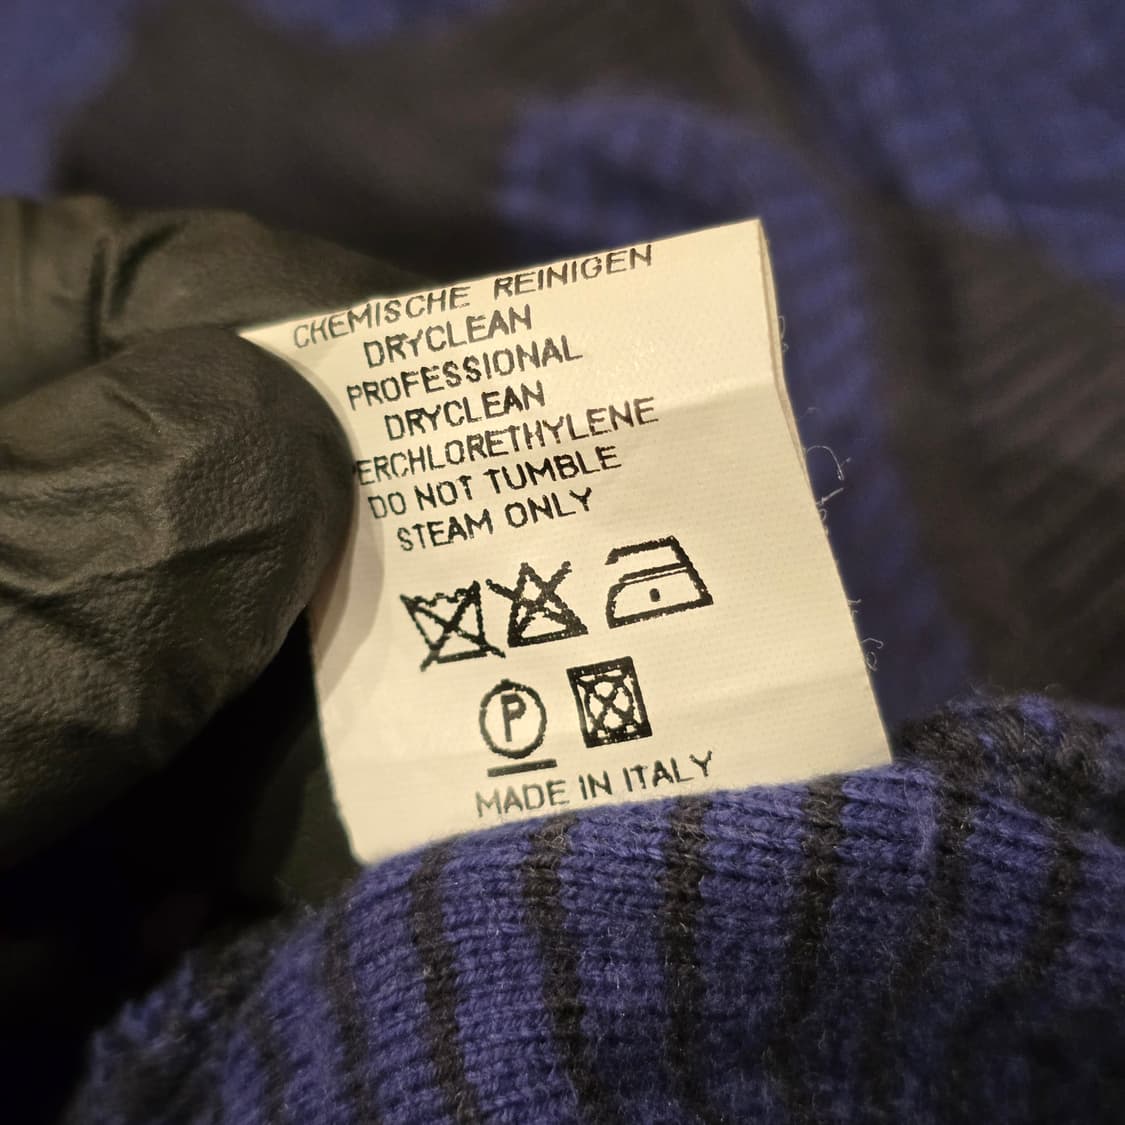 CHEMISCHE REINIGEN
DRYCLEAN
PROFESSIONAL
DRYCLEAN
ERCHLORETHYLENE
DO NOT TUMBLE
STEAM ONLY
P
MADE IN ITALY